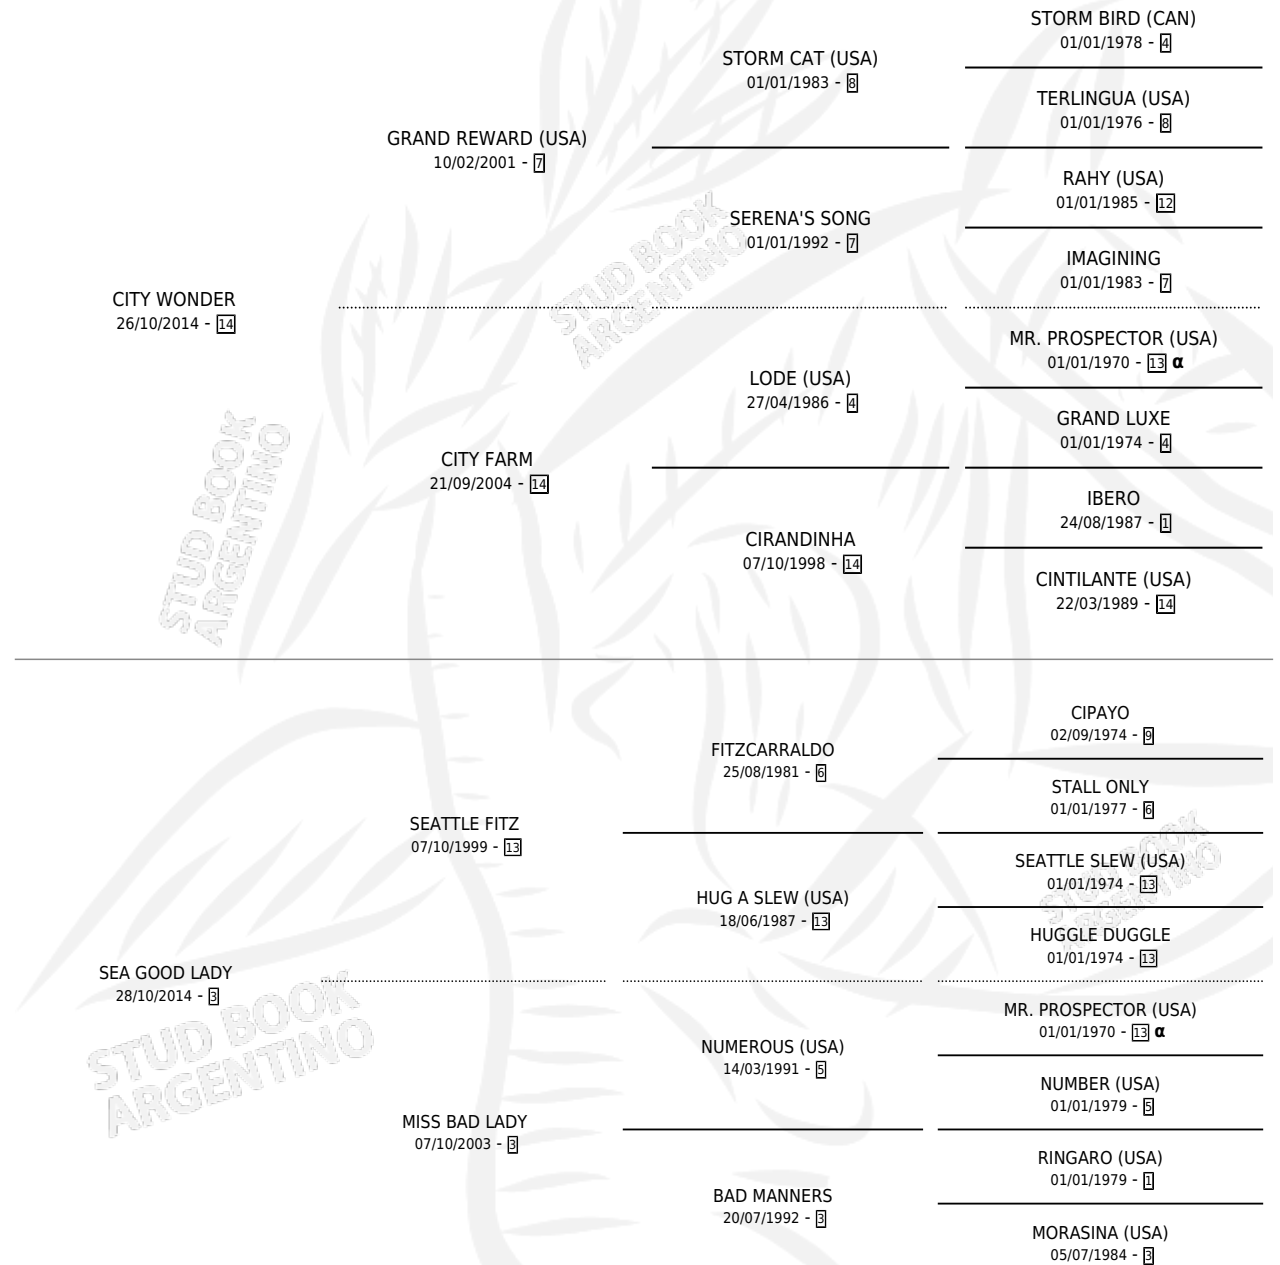 STORM BIRD (CAN)
01/01/1978 - 4
STORM CAT (USA)
01/01/1983 - 8
TERLINGUA (USA)
01/01/1976 - 8
GRAND REWARD (USA)
10/02/2001 - 7
RAHY (USA)
01/01/1985 - 12
SERENA'S SONG
01/01/1992 - 7
IMAGINING
01/01/1983 - 7
STUD BOOK
ARGENTINO
CITY WONDER
26/10/2014 - 14
MR. PROSPECTOR (USA)
01/01/1970 - 13 α
LODE (USA)
27/04/1986 - 4
GRAND LUXE
01/01/1974 - 4
CITY FARM
21/09/2004 - 14
IBERO
24/08/1987 - 1
CIRANDINHA
07/10/1998 - 14
CINTILANTE (USA)
22/03/1989 - 14
STUD BOOK
ARGENTINO
CIPAYO
02/09/1974 - 9
FITZCARRALDO
25/08/1981 - 6
STALL ONLY
01/01/1977 - 6
SEATTLE FITZ
07/10/1999 - 13
SEATTLE SLEW (USA)
01/01/1974 - 13
HUG A SLEW (USA)
18/06/1987 - 13
HUGGLE DUGGLE
01/01/1974 - 13
STUD BOOK
ARGENTINO
SEA GOOD LADY
28/10/2014 - 3
MR. PROSPECTOR (USA)
01/01/1970 - 13 α
NUMEROUS (USA)
14/03/1991 - 5
NUMBER (USA)
01/01/1979 - 5
STUD BOOK
ARGENTINO
MISS BAD LADY
07/10/2003 - 3
RINGARO (USA)
01/01/1979 - 1
BAD MANNERS
20/07/1992 - 3
MORASINA (USA)
05/07/1984 - 3